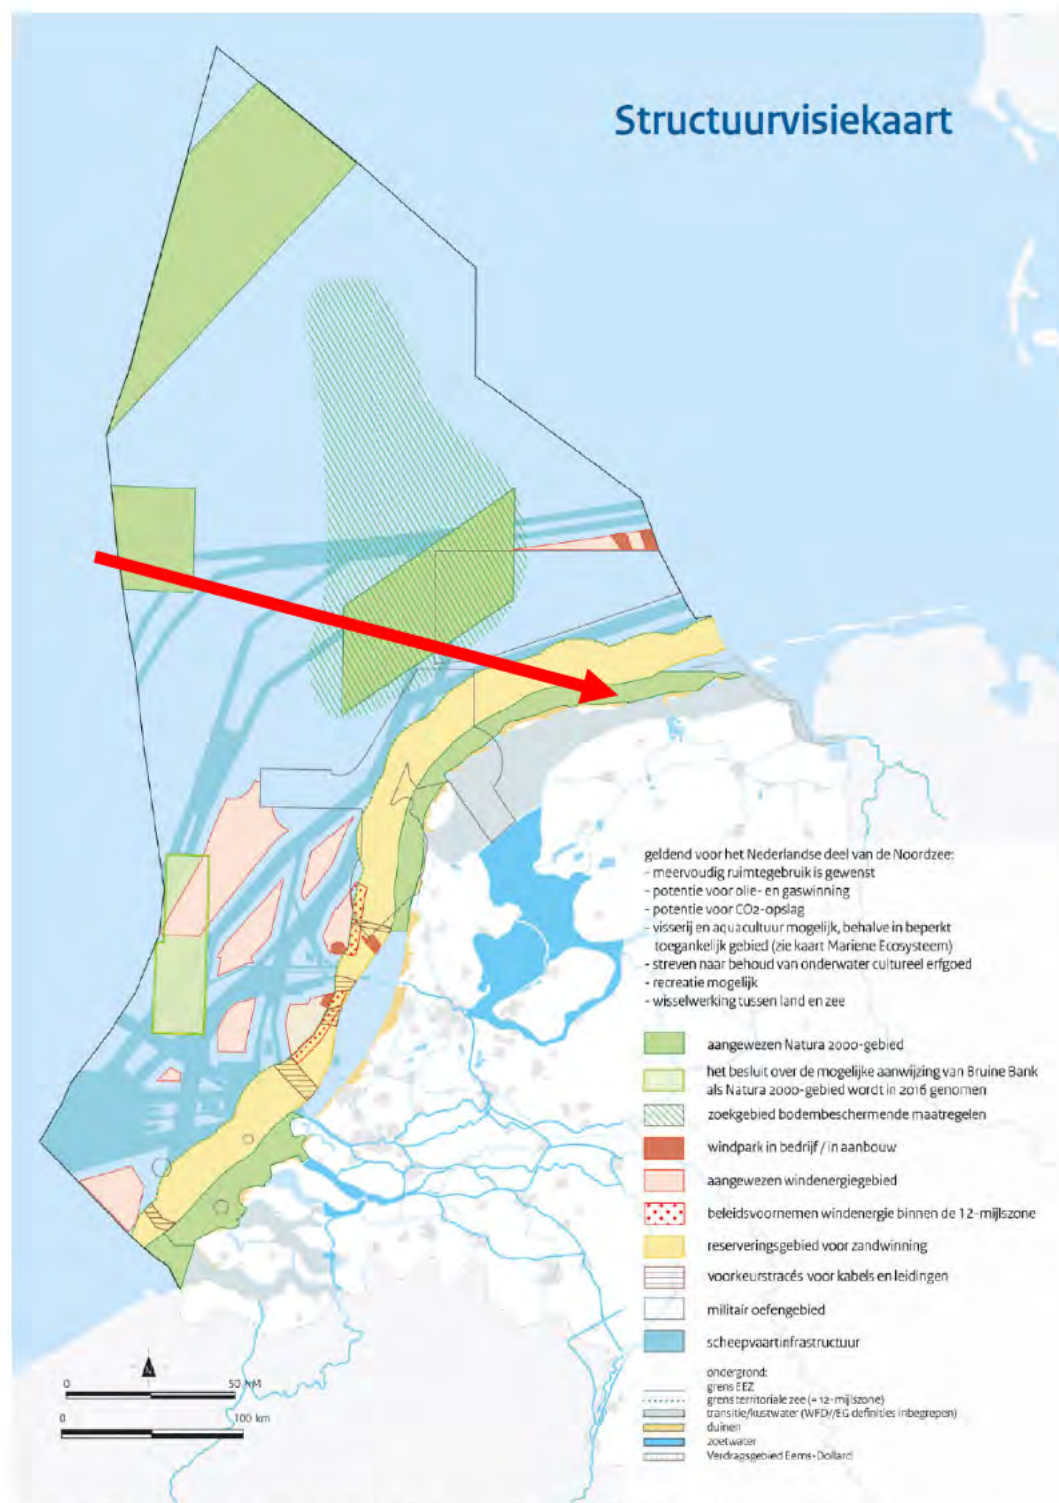 Structuurvisiekaart
geldend voor het Nederlandse deel van de Noordzee:
- meervoudig ruimtegebruik is gewenst
- potentie voor olie- en gaswinning
- potentie voor CO2-opslag
- visserij en aquacultuur mogelijk, behalve in beperkt
toegankelijk gebied (zie kaart Mariene Ecosysteem)
- streven naar behoud van onderwater cultureel erfgoed
- recreatie mogelijk
- wisselwerking tussen land en zee
aangewezen Natura 2000-gebied
het besluit over de mogelijke aanwijzing van Bruine Bank
als Natura 2000-gebied wordt in 2016 genomen
zoekgebied bodembeschermende maatregelen
windpark in bedrijf / in aanbouw
aangewezen windenergiegebied
beleidsvoornemen windenergie binnen de 12-mijlszone
reserveringsgebied voor zandwinning
voorkeurstracés voor kabels en leidingen
militair oefengebied
scheepvaartinfrastructuur
ondergrond:
grens EEZ
grens territoriale zee (= 12-mijlszone)
transitie/kustwater (WFD//EG definities inbegrepen)
duinen
zoetwater
Verdragsgebied Eems-Dollard
N
0 50 NM
0 100 km